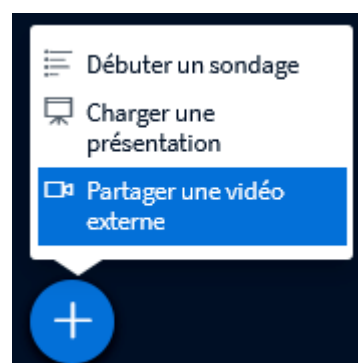 Débuter un sondage
Charger une
présentation
Partager une vidéo
externe